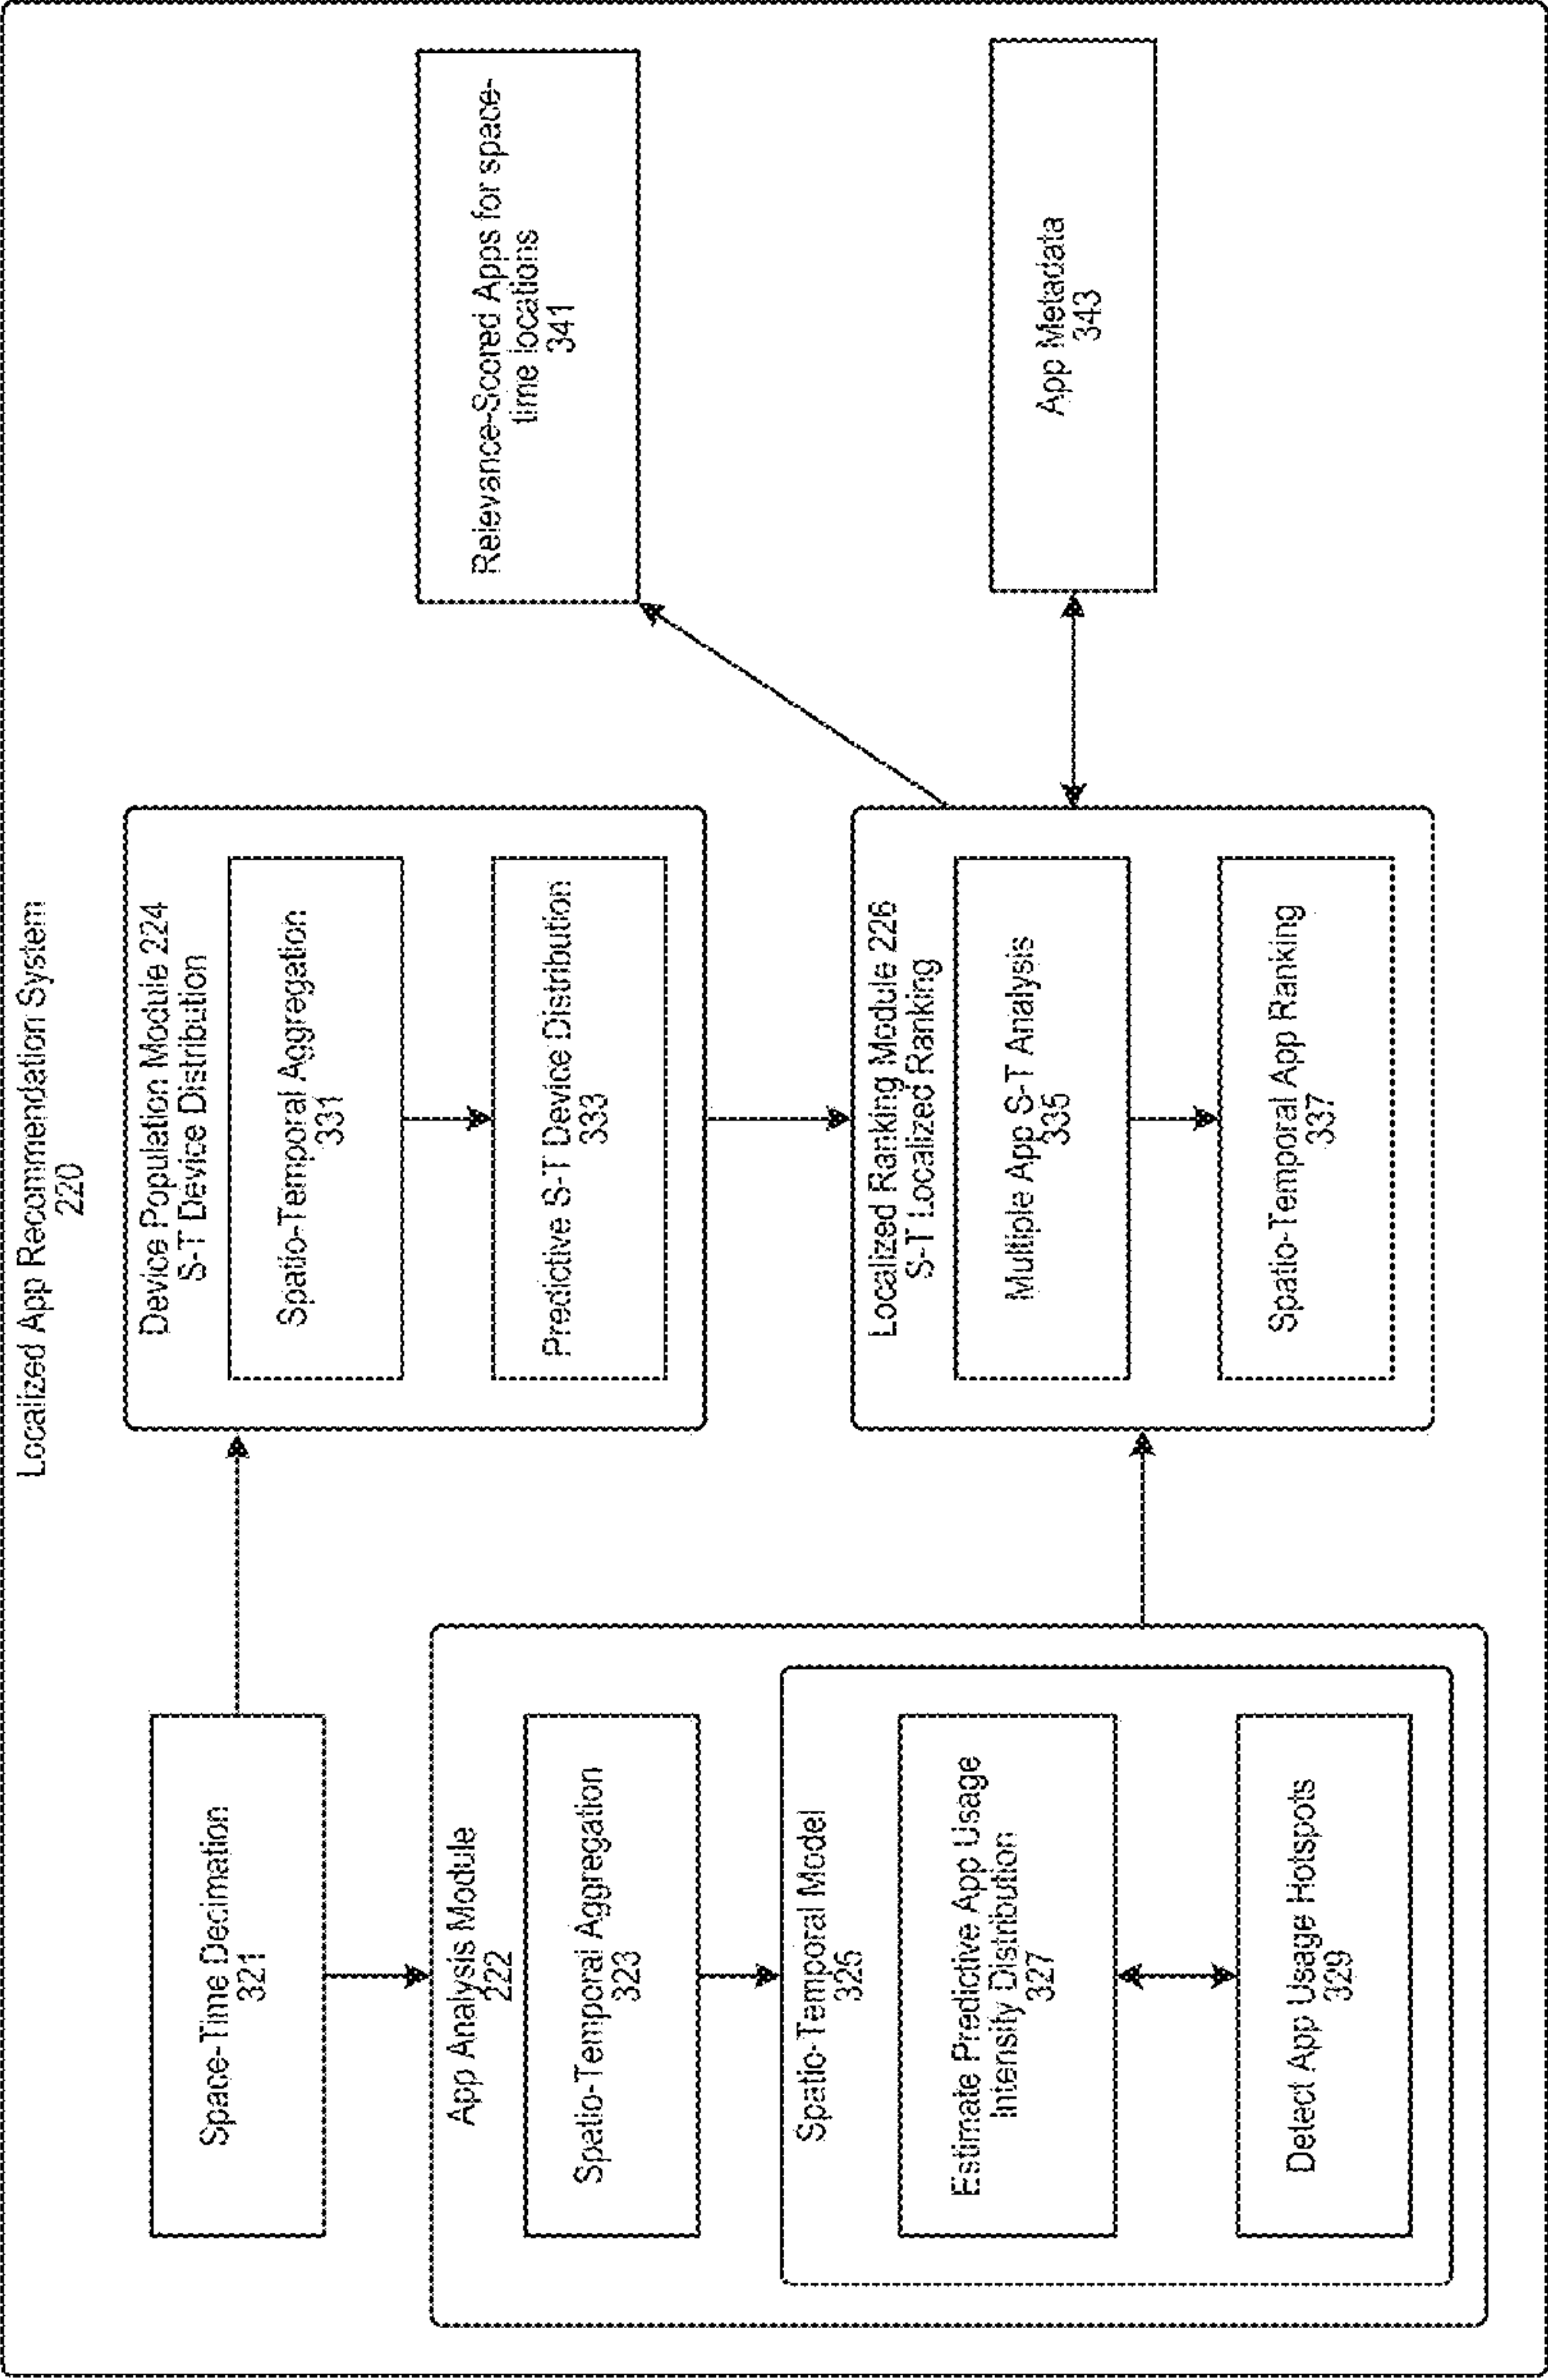 Localized App Recommendation System
220
Space-Time Decimation
321
App Analysis Module
222
Spatio-Temporal Aggregation
323
Spatio-Temporal Model
325
Estimate Predictive App Usage
Intensity Distribution
327
Detect App Usage Hotspots
329
Device Population Module 224
S-T Device Distribution
Spatio-Temporal Aggregation
331
Predictive S-T Device Distribution
333
Localized Ranking Module 226
S-T Localized Ranking
Multiple App S-T Analysis
335
Spatio-Temporal App Ranking
337
Relevance-Scored Apps for space-
time locations
341
App Metadata
343